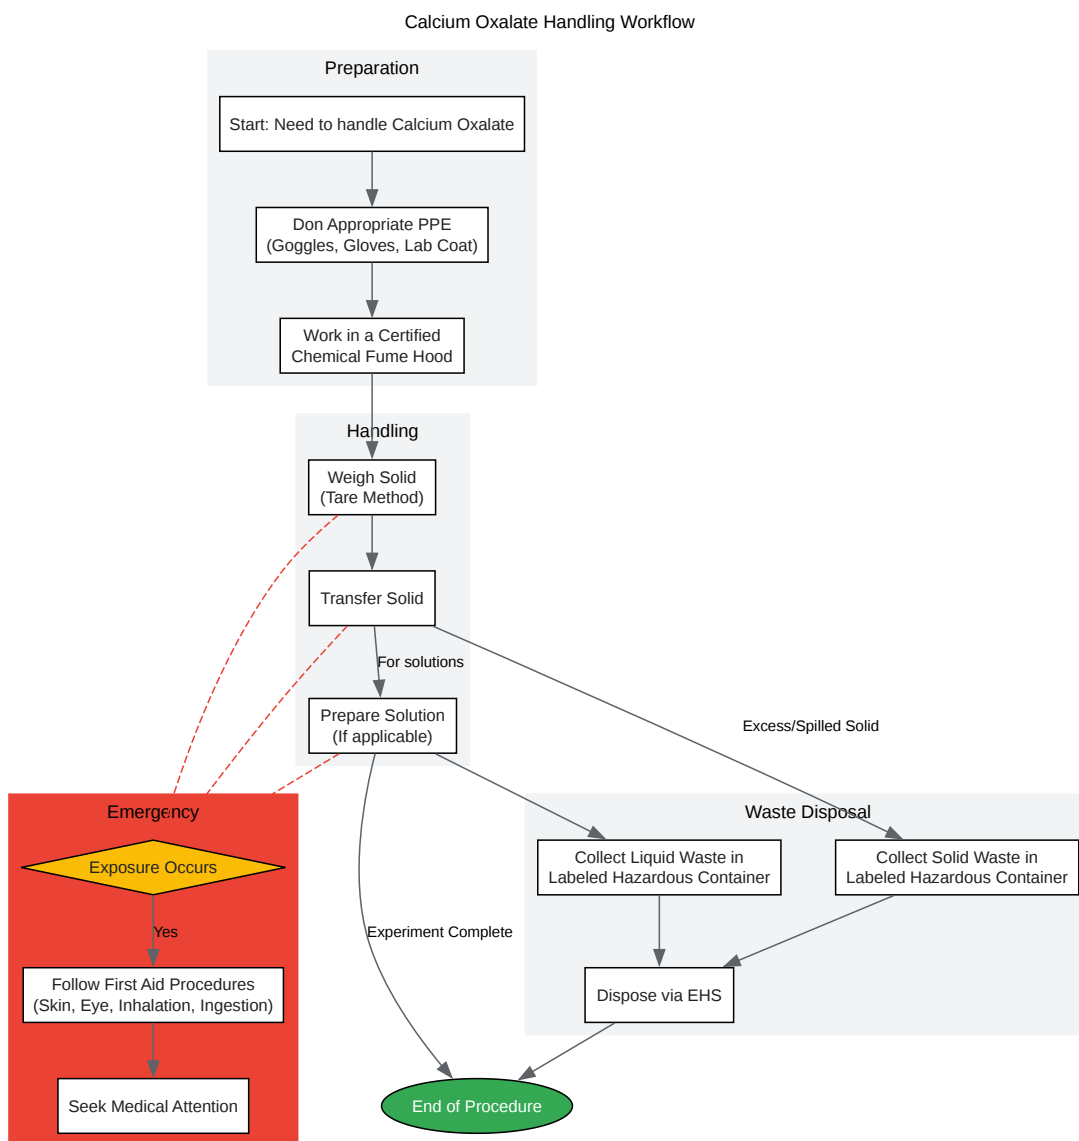 Calcium Oxalate Handling Workflow
Preparation
Start: Need to handle Calcium Oxalate
Don Appropriate PPE
(Goggles, Gloves, Lab Coat)
Work in a Certified
Chemical Fume Hood
Handling
Weigh Solid
(Tare Method)
Transfer Solid
For solutions
Prepare Solution
(If applicable)
Excess/Spilled Solid
Emergency
Exposure Occurs
Yes
Follow First Aid Procedures
(Skin, Eye, Inhalation, Ingestion)
Seek Medical Attention
Experiment Complete
Waste Disposal
Collect Liquid Waste in
Labeled Hazardous Container
Collect Solid Waste in
Labeled Hazardous Container
Dispose via EHS
End of Procedure